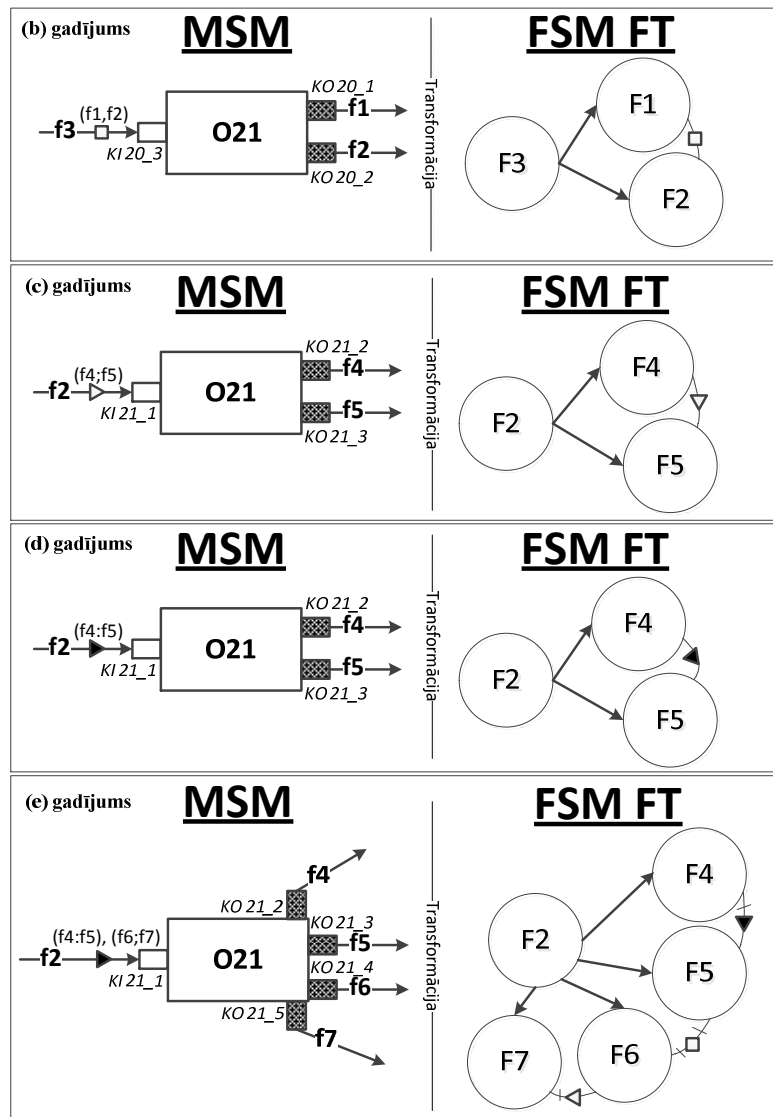 (b) gadījums
MSM
FSM FT
f3
(f1,f2)
KI 20_3
O21
KO 20_1
f1
f2
KO 20_2
Transformācija
F3
F1
F2
(c) gadījums
MSM
FSM FT
f2
(f4;f5)
KI 21_1
O21
KO 21_2
f4
f5
KO 21_3
Transformācija
F2
F4
F5
(d) gadījums
MSM
FSM FT
f2
(f4:f5)
KI 21_1
O21
KO 21_2
f4
f5
KO 21_3
Transformācija
F2
F4
F5
(e) gadījums
MSM
FSM FT
f2
(f4:f5), (f6;f7)
KI 21_1
O21
KO 21_2
f4
KO 21_3
f5
KO 21_4
f6
KO 21_5
f7
Transformācija
F2
F4
F5
F6
F7